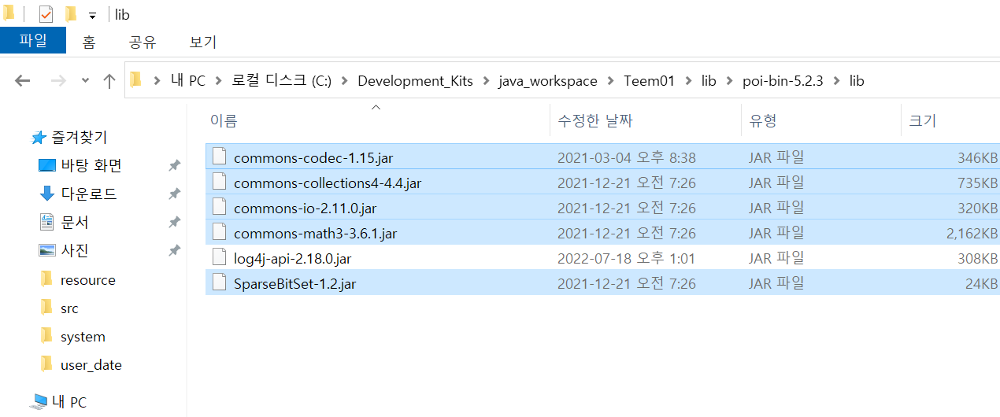 lib
파일 홈 공유 보기
내 PC 로컬 디스크 (C:) Development_Kits java_workspace Teem01 lib poi-bin-5.2.3 lib
이름 수정한 날짜 유형 크기
즐겨찾기
바탕 화면
다운로드
문서
사진
resource
src
system
user_date
내 PC
commons-codec-1.15.jar 2021-03-04 오후 8:38 JAR 파일 346KB
commons-collections4-4.4.jar 2021-12-21 오전 7:26 JAR 파일 735KB
commons-io-2.11.0.jar 2021-12-21 오전 7:26 JAR 파일 320KB
commons-math3-3.6.1.jar 2021-12-21 오전 7:26 JAR 파일 2,162KB
log4j-api-2.18.0.jar 2022-07-18 오후 1:01 JAR 파일 308KB
SparseBitSet-1.2.jar 2021-12-21 오전 7:26 JAR 파일 24KB